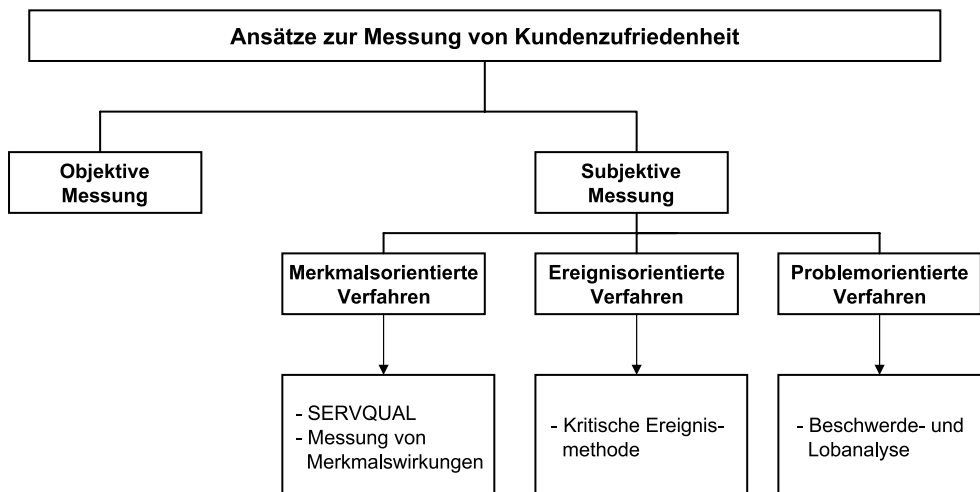 Ansätze zur Messung von Kundenzufriedenheit
Objektive
Messung
Subjektive
Messung
Merkmalsorientierte
Verfahren
Ereignisorientierte
Verfahren
Problemorientierte
Verfahren
- SERVQUAL
- Messung von
Merkmalswirkungen
- Kritische Ereignis-
methode
- Beschwerde- und
Lobanalyse